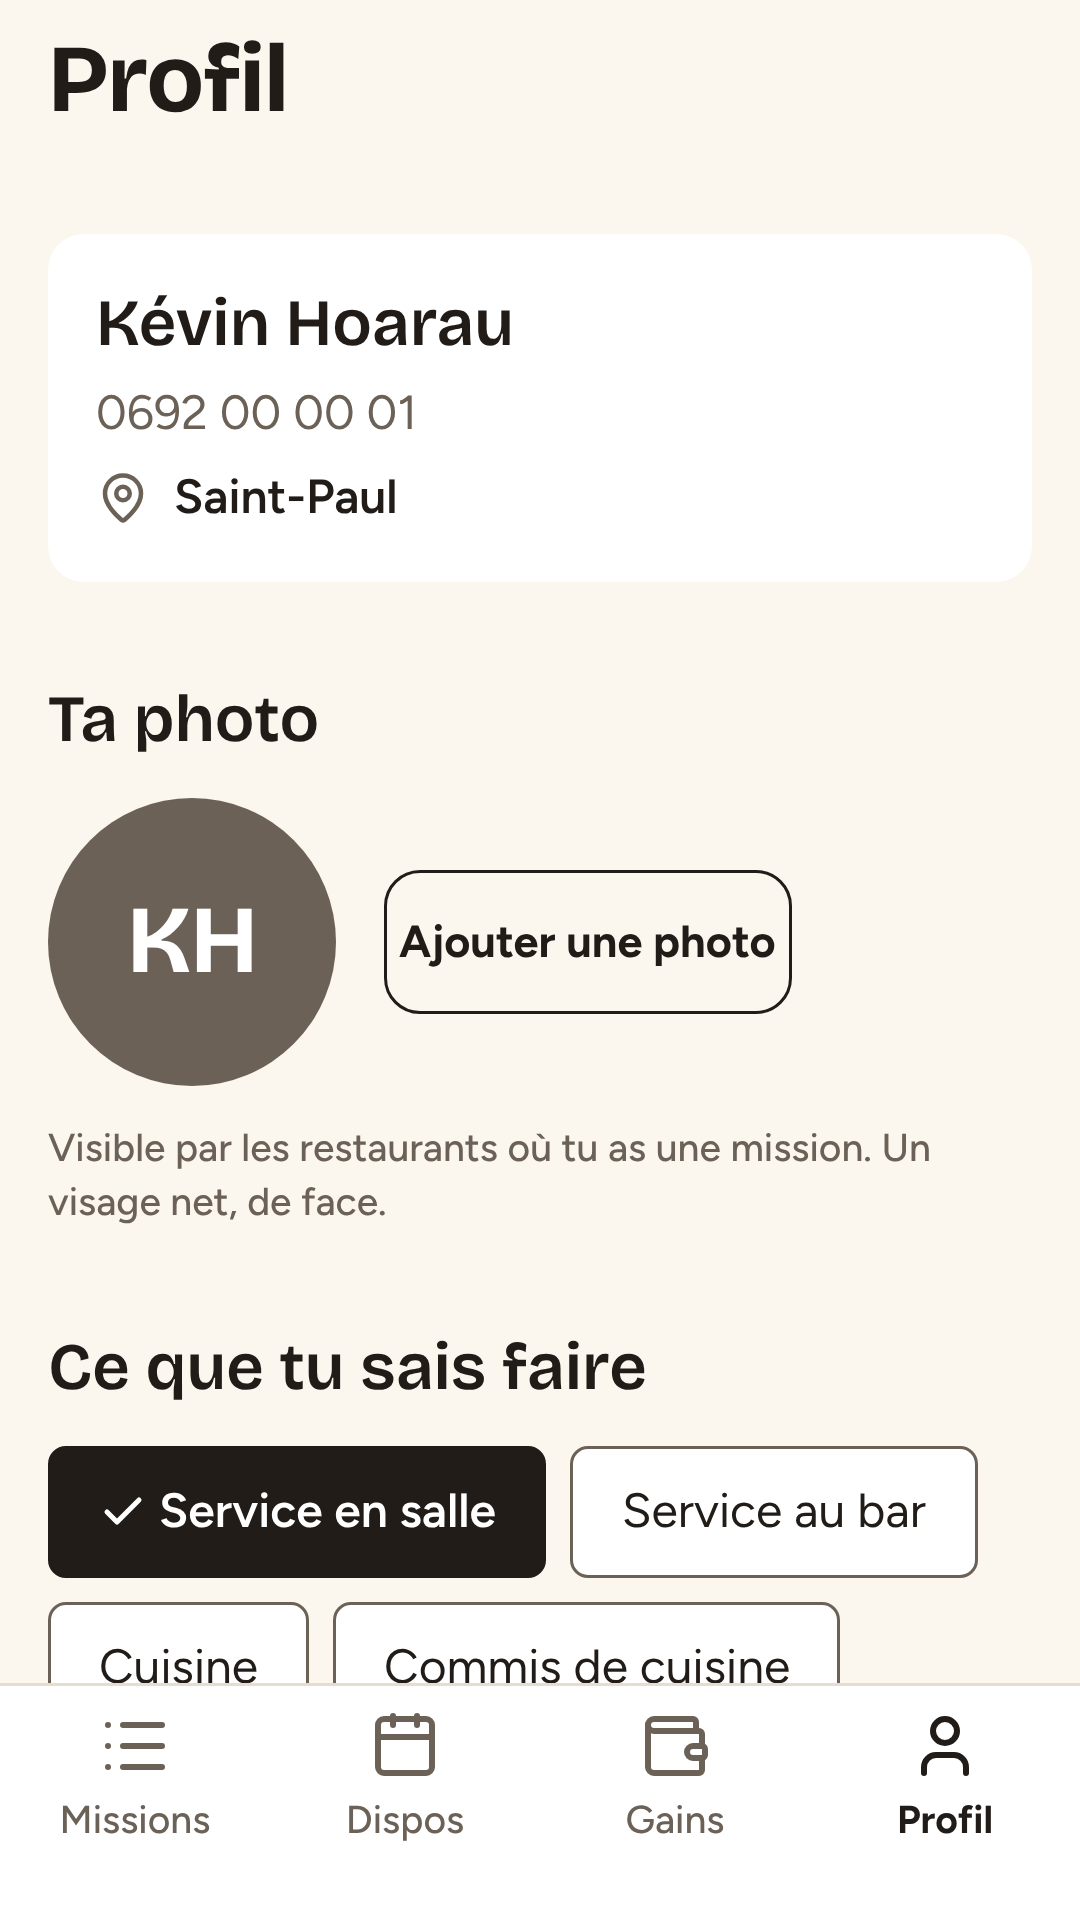 Profil
Kévin Hoarau
0692 00 00 01
Saint-Paul
Ta photo
KH
Ajouter une photo
Visible par les restaurants où tu as une mission. Un
visage net, de face.
Ce que tu sais faire
Service en salle
Service au bar
Cuisine
Commis de cuisine
Missions
Dispos
Gains
Profil